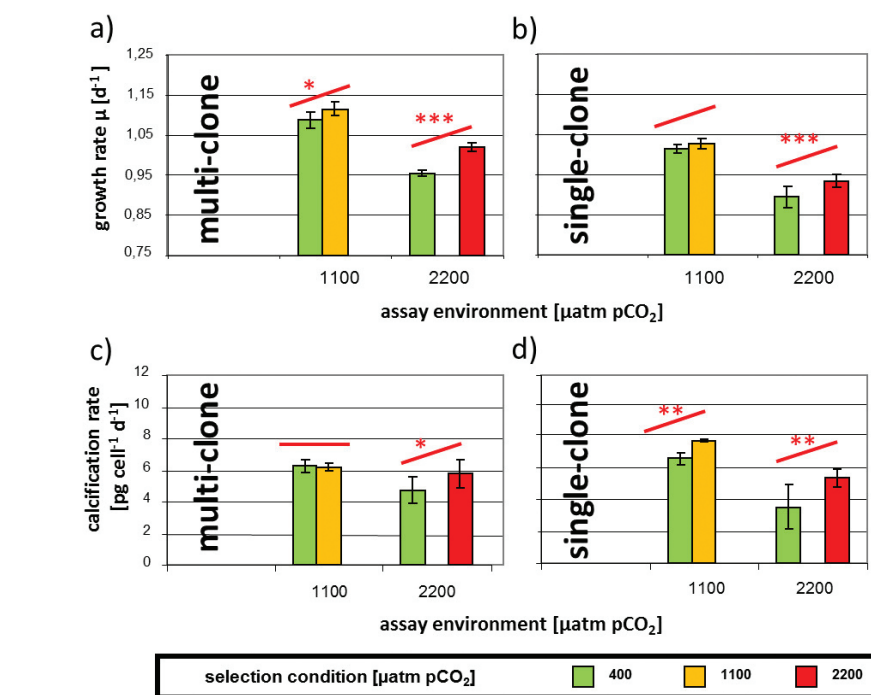 a)
b)
growth rate µ [d⁻¹]
1,25
1,15
1,05
0,95
0,85
0,75
multi-clone
*
***
single-clone
***
1100
2200
1100
2200
assay environment [µatm pCO₂]
c)
d)
calcification rate
[pg cell⁻¹ d⁻¹]
12
10
8
6
4
2
0
multi-clone
*
single-clone
**
**
1100
2200
1100
2200
assay environment [µatm pCO₂]
selection condition [µatm pCO₂]
400
1100
2200